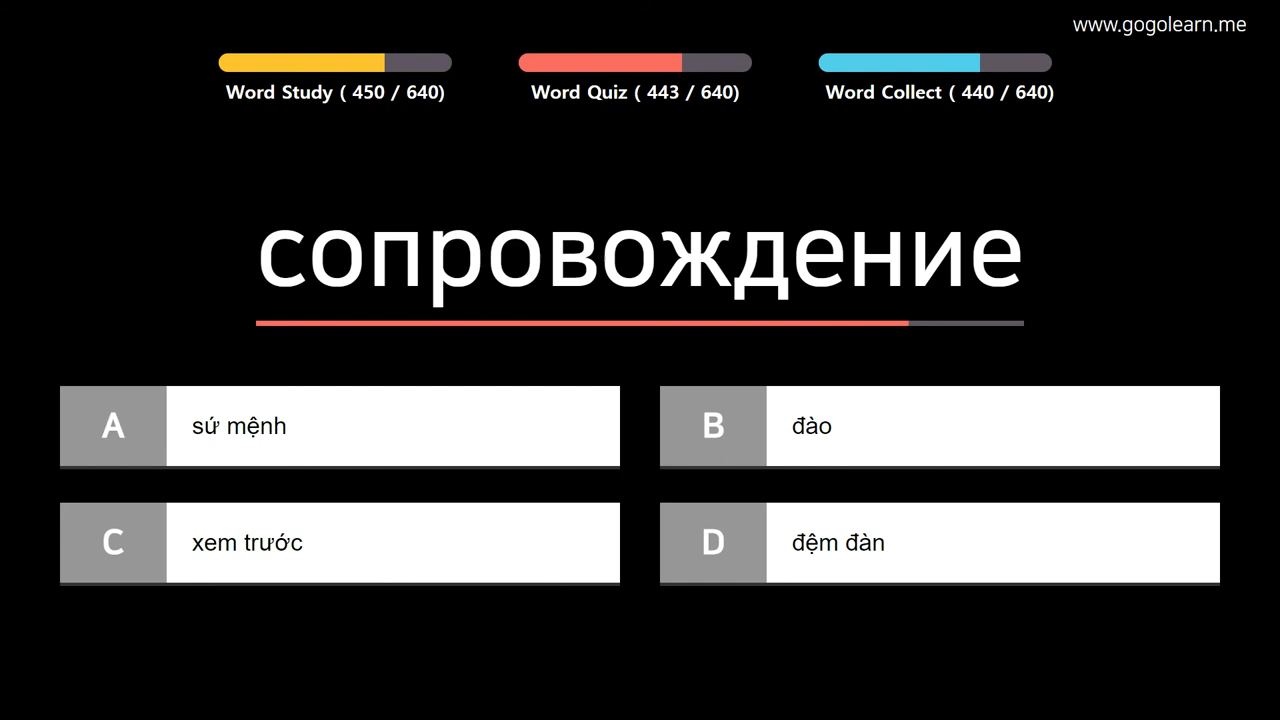 www.gogolearn.me
Word Study ( 450 / 640)
Word Quiz ( 443 / 640)
Word Collect ( 440 / 640)
сопровождение
A sứ mệnh
B đào
C xem trước
D đệm đàn